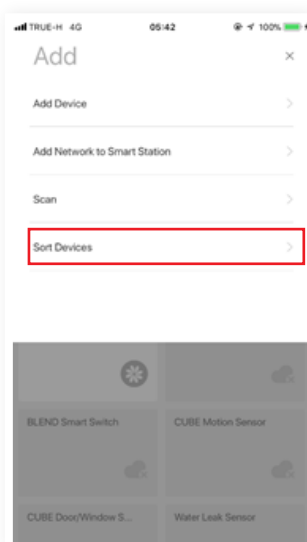 TRUE-H 4G 05:42 100%
Add ×
Add Device
Add Network to Smart Station
Scan
Sort Devices
BLEND Smart Switch CUBE Motion Sensor
CUBE Door/Window S... Water Leak Sensor